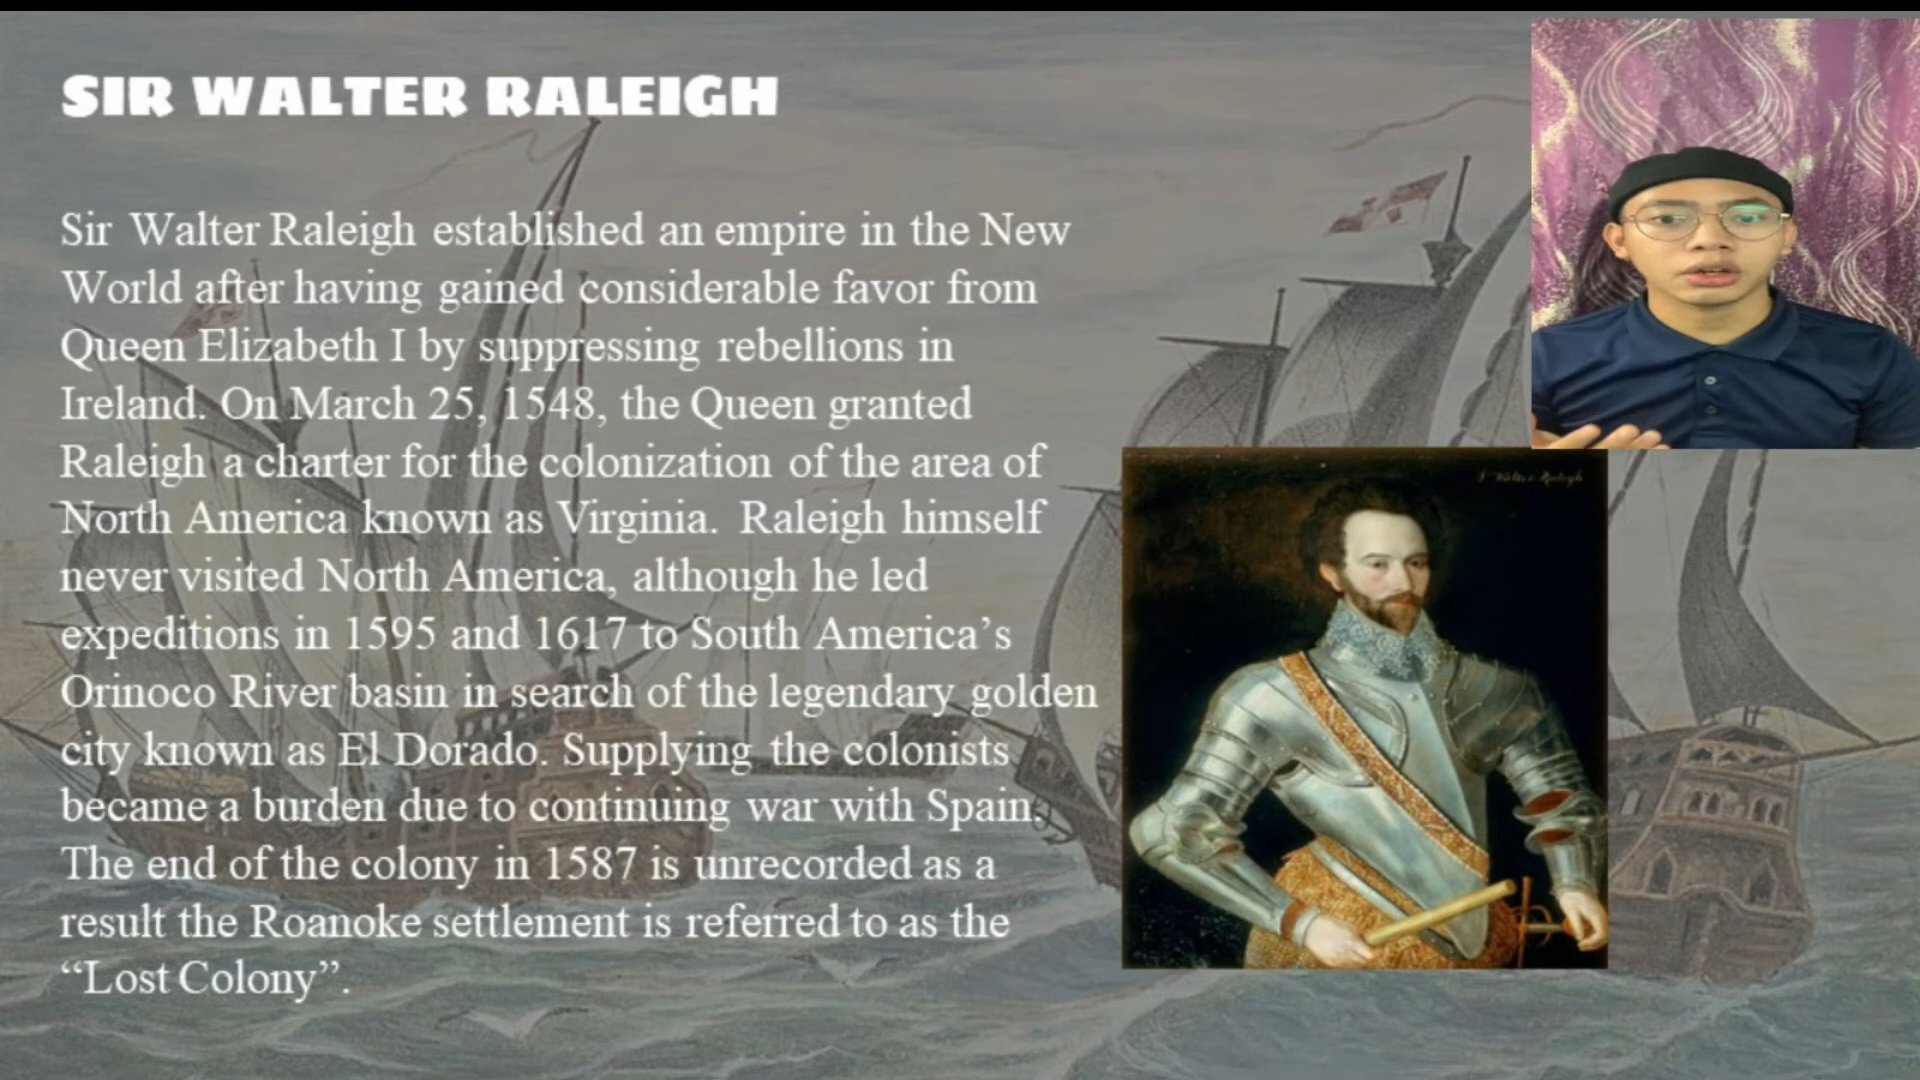 SIR WALTER RALEIGH
Sir Walter Raleigh established an empire in the New
World after having gained considerable favor from
Queen Elizabeth I by suppressing rebellions in
Ireland. On March 25, 1548, the Queen granted
Raleigh a charter for the colonization of the area of
North America known as Virginia. Raleigh himself
never visited North America, although he led
expeditions in 1595 and 1617 to South America’s
Orinoco River basin in search of the legendary golden
city known as El Dorado. Supplying the colonists
became a burden due to continuing war with Spain.
The end of the colony in 1587 is unrecorded as a
result the Roanoke settlement is referred to as the
“Lost Colony”.